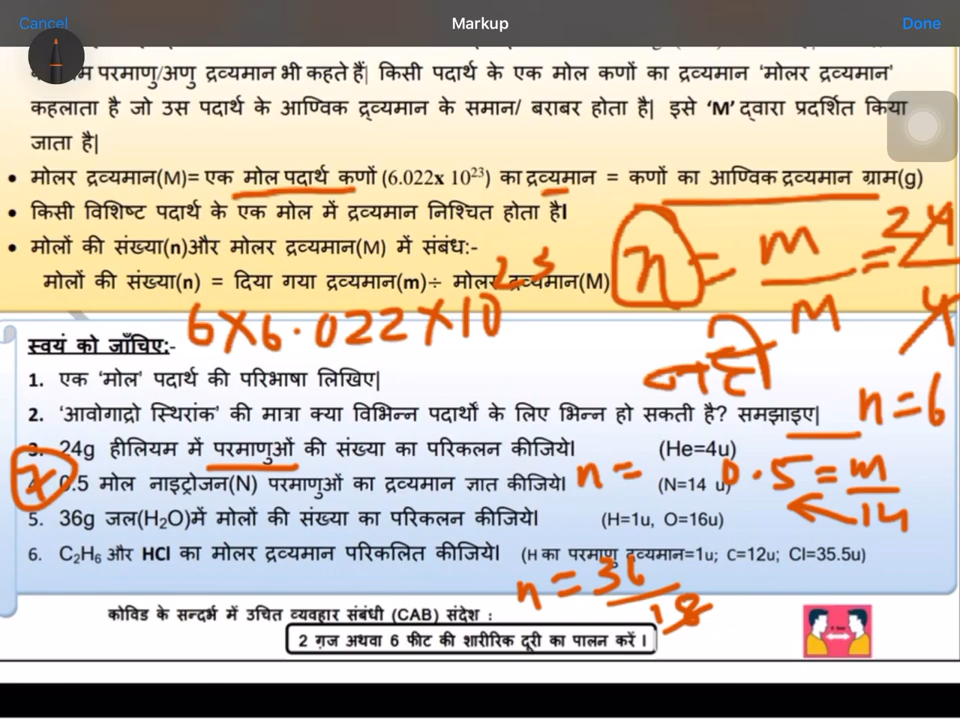 Cancel Markup Done
परमाणु/अणु द्रव्यमान भी कहते हैं| किसी पदार्थ के एक मोल कणों का द्रव्यमान 'मोलर द्रव्यमान'
कहलाता है जो उस पदार्थ के आण्विक द्रव्यमान के समान/ बराबर होता है| इसे 'M' द्वारा प्रदर्शित किया
जाता है|
• मोलर द्रव्यमान(M)= एक मोल पदार्थ कणों (6.022x 10²³) का द्रव्यमान = कणों का आण्विक द्रव्यमान ग्राम(g)
• किसी विशिष्ट पदार्थ के एक मोल में द्रव्यमान निश्चित होता है।
• मोलों की संख्या(n)और मोलर द्रव्यमान(M) में संबंध:-
मोलों की संख्या(n) = दिया गया द्रव्यमान(m)÷ मोलर द्रव्यमान(M)
n = m/M = 24/4
6×6.022×10²³
नही
n=6
स्वयं को जाँचिए:-
1. एक 'मोल' पदार्थ की परिभाषा लिखिए|
2. 'आवोगाद्रो स्थिरांक' की मात्रा क्या विभिन्न पदार्थों के लिए भिन्न हो सकती है? समझाइए|
3. 24g हीलियम में परमाणुओं की संख्या का परिकलन कीजिये। (He=4u)
4. 0.5 मोल नाइट्रोजन(N) परमाणुओं का द्रव्यमान ज्ञात कीजिये। (N=14 u)
n = 0.5 = m/14
5. 36g जल(H₂O)में मोलों की संख्या का परिकलन कीजिये। (H=1u, O=16u)
6. C₂H₆ और HCl का मोलर द्रव्यमान परिकलित कीजिये। (H का परमाणु द्रव्यमान=1u; C=12u; Cl=35.5u)
n = 36/18
कोविड के सन्दर्भ में उचित व्यवहार संबंधी (CAB) संदेश :
2 ग़ज अथवा 6 फीट की शारीरिक दूरी का पालन करें ।